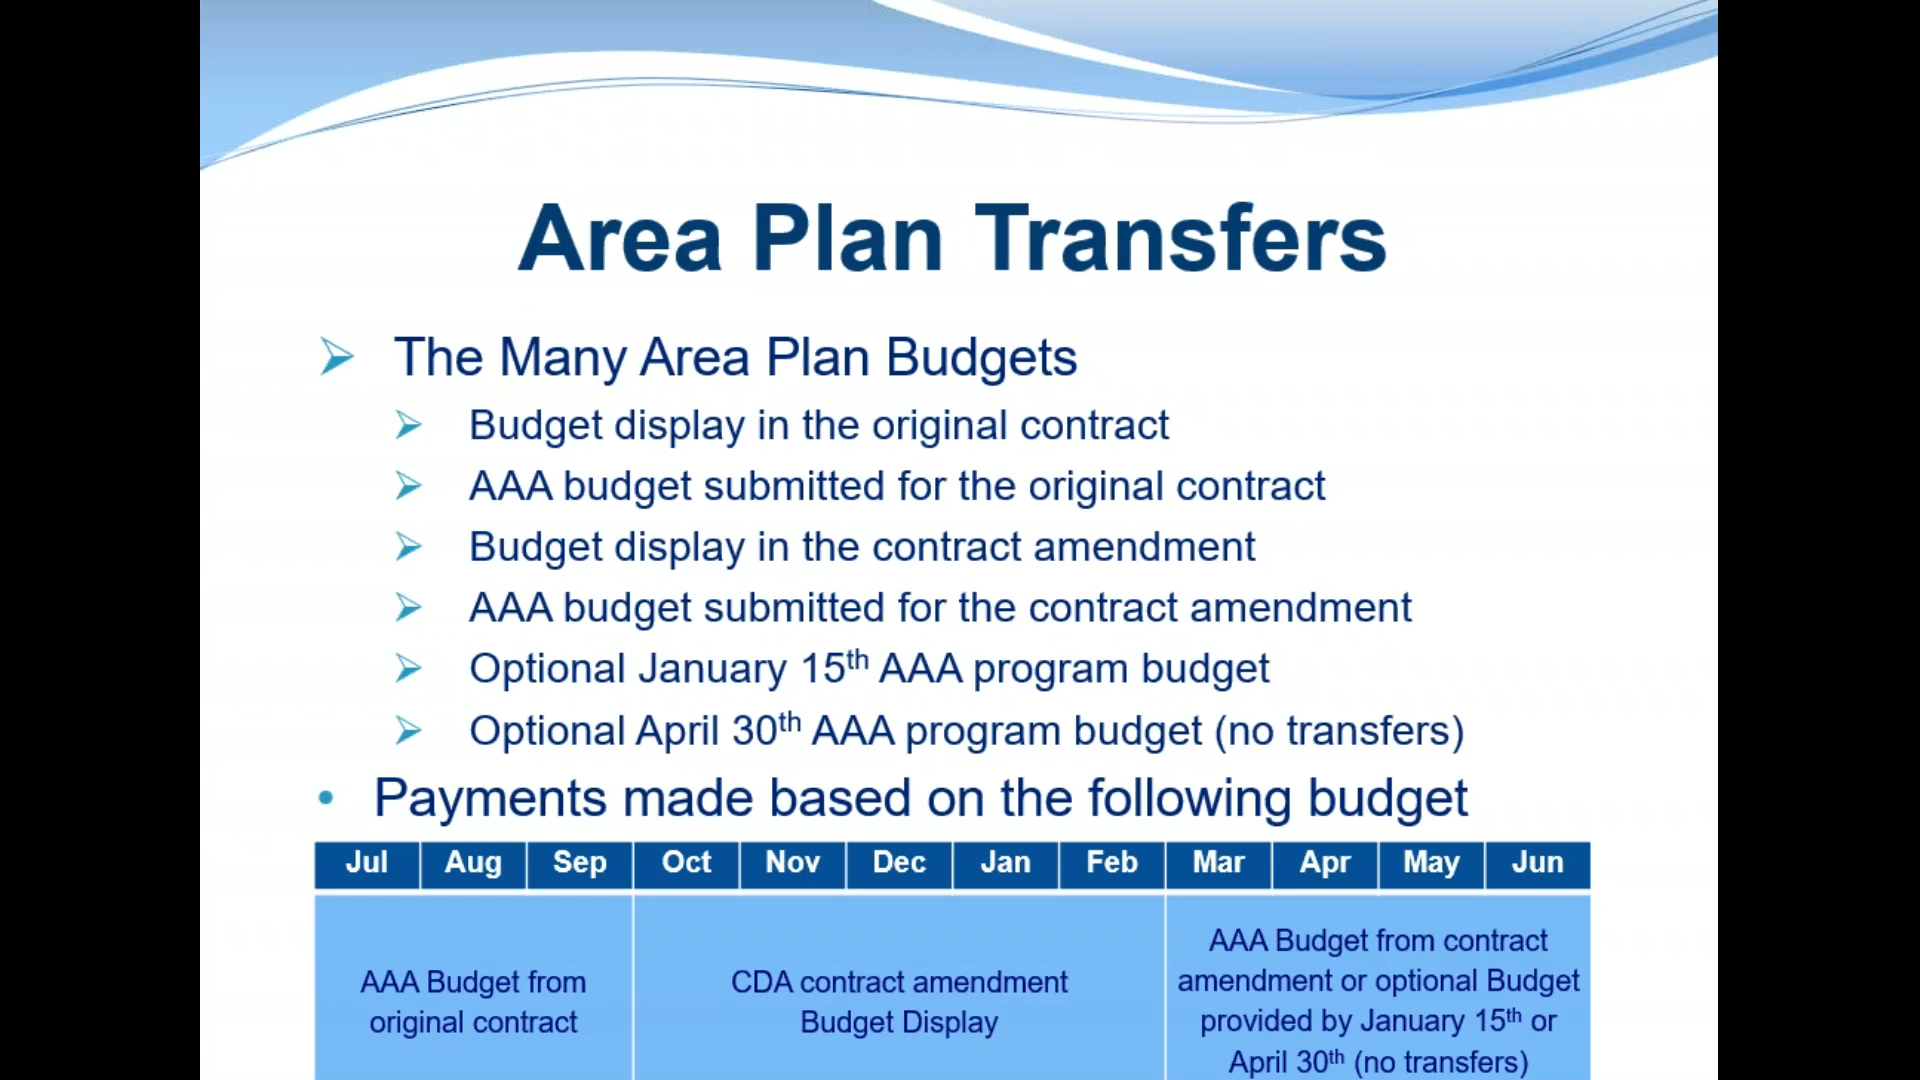 Area Plan Transfers
The Many Area Plan Budgets
Budget display in the original contract
AAA budget submitted for the original contract
Budget display in the contract amendment
AAA budget submitted for the contract amendment
Optional January 15th AAA program budget
Optional April 30th AAA program budget (no transfers)
• Payments made based on the following budget
Jul Aug Sep Oct Nov Dec Jan Feb Mar Apr May Jun
AAA Budget from
original contract
CDA contract amendment
Budget Display
AAA Budget from contract
amendment or optional Budget
provided by January 15th or
April 30th (no transfers)